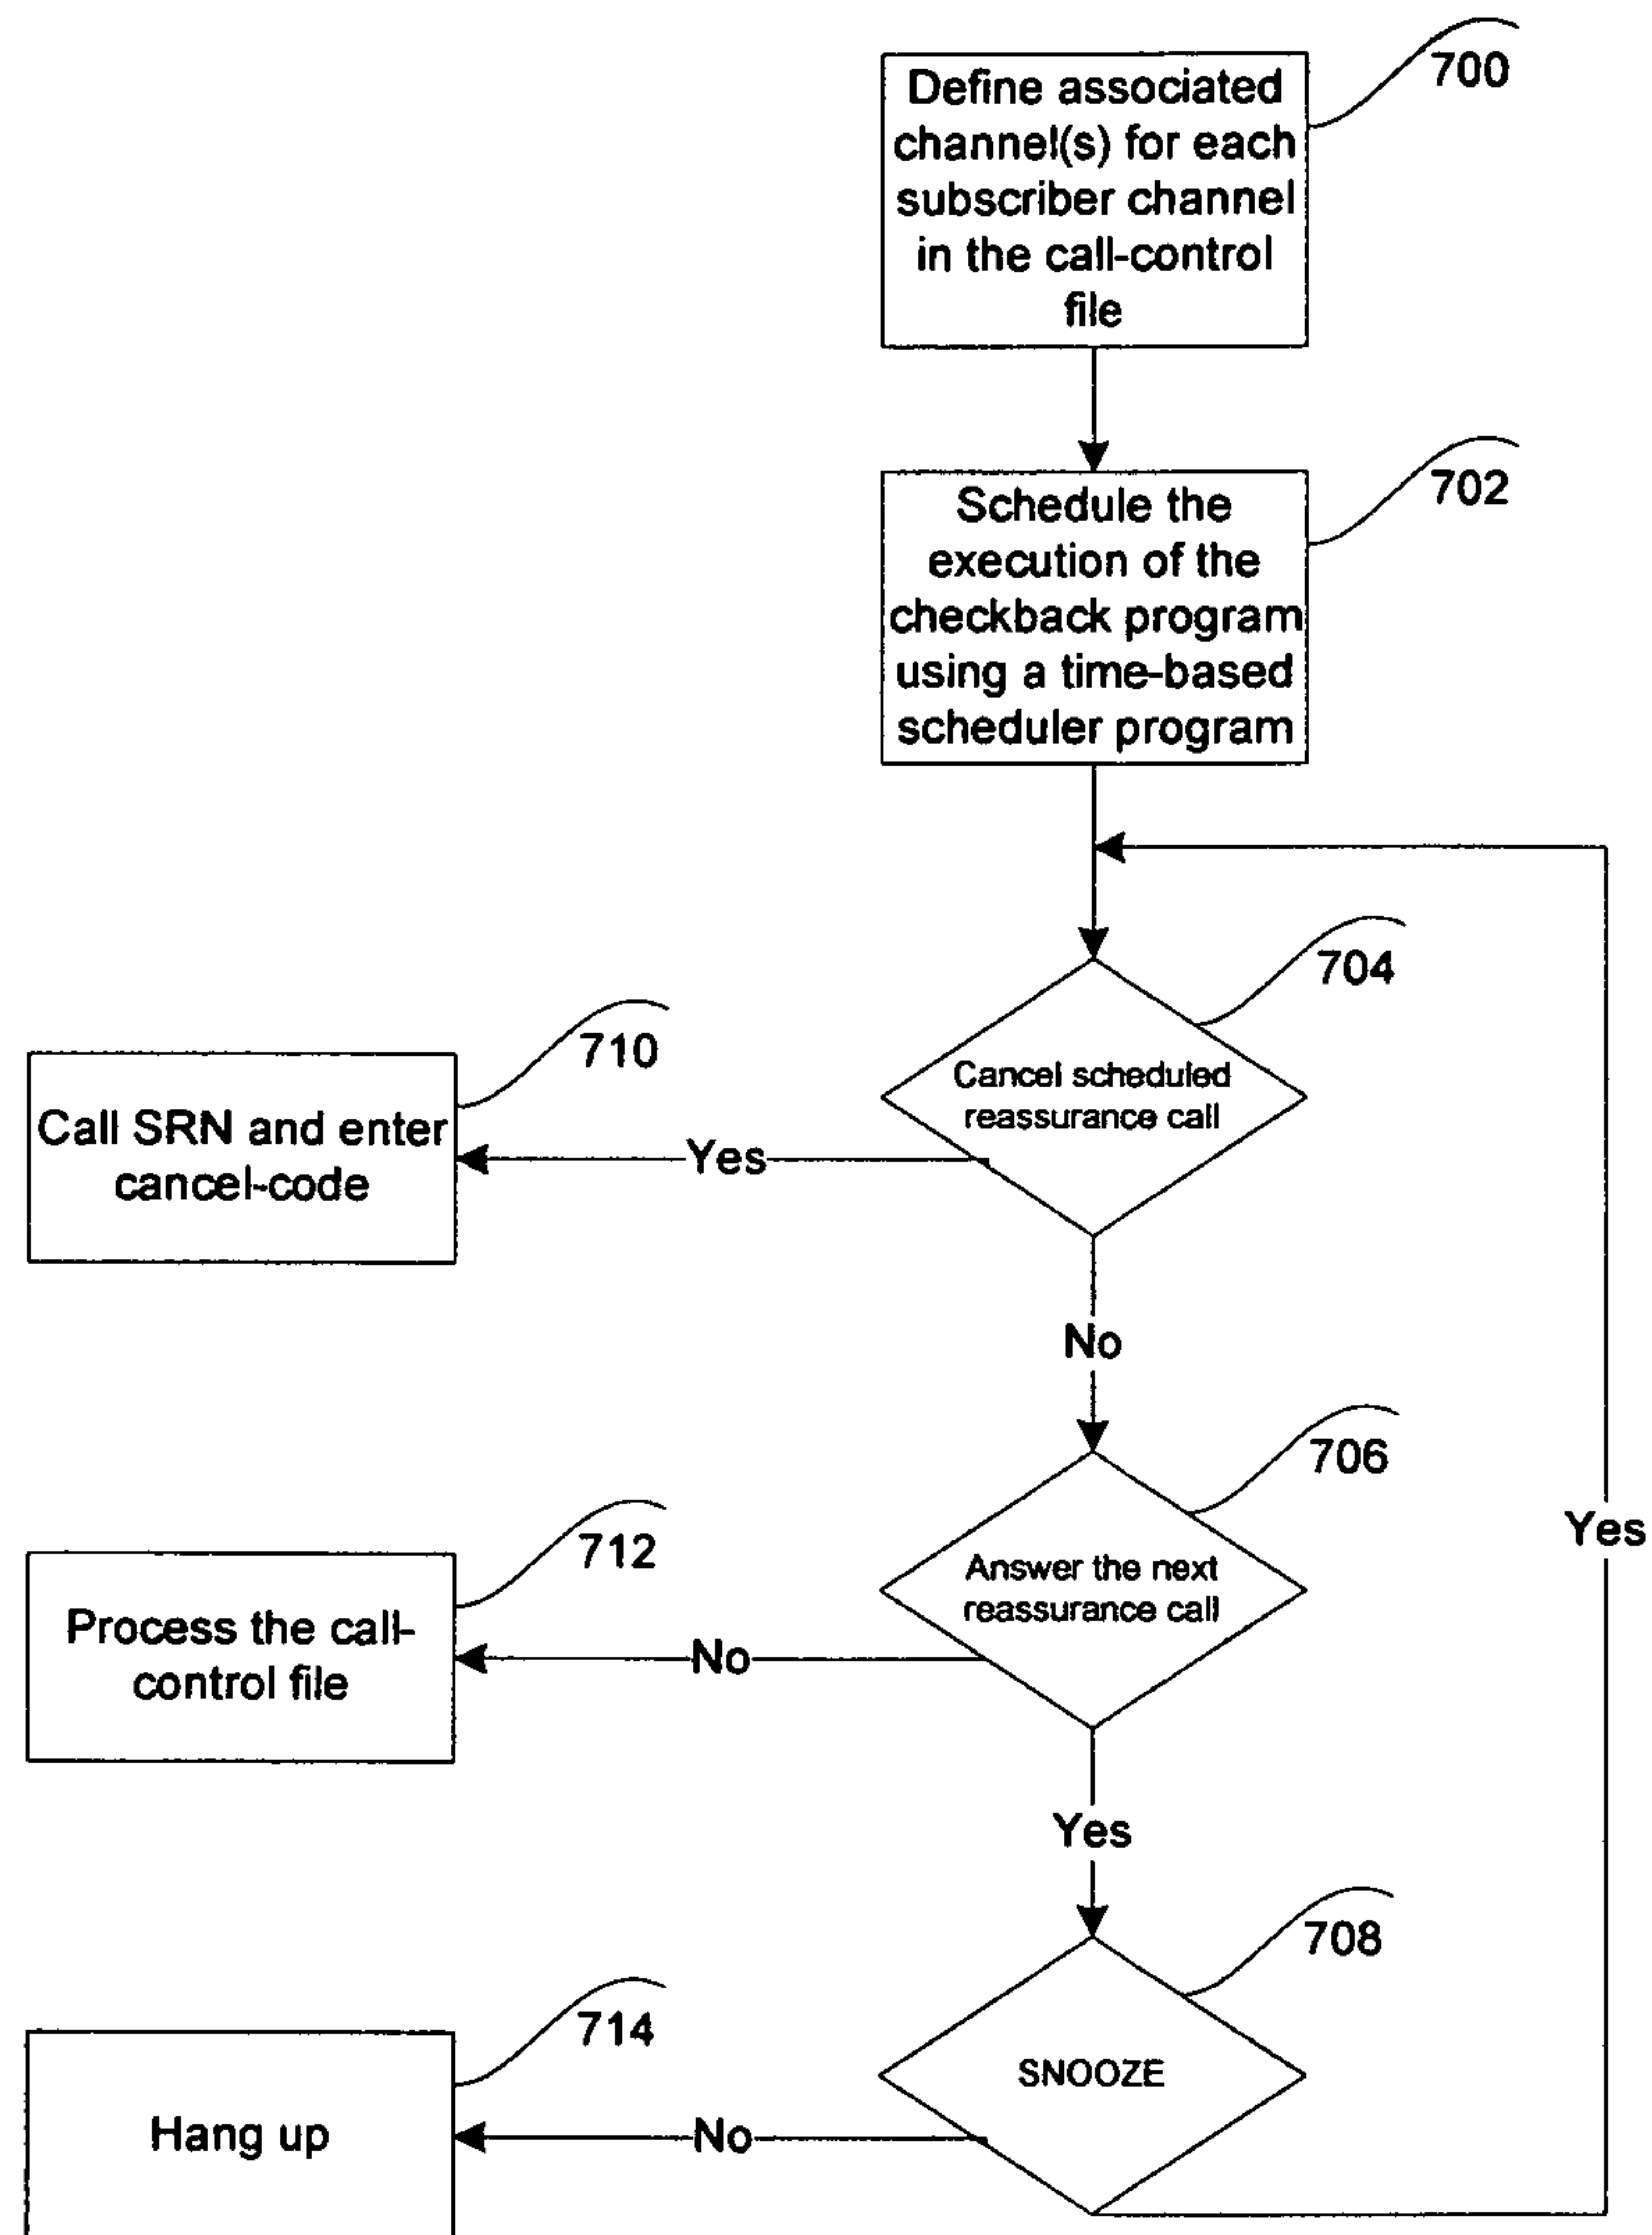 700
Define associated
channel(s) for each
subscriber channel
in the call-control
file
702
Schedule the
execution of the
checkback program
using a time-based
scheduler program
704
Cancel scheduled
reassurance call
710
Call SRN and enter
cancel-code
Yes
No
706
Answer the next
reassurance call
Yes
712
Process the call-
control file
No
Yes
708
SNOOZE
714
Hang up
No